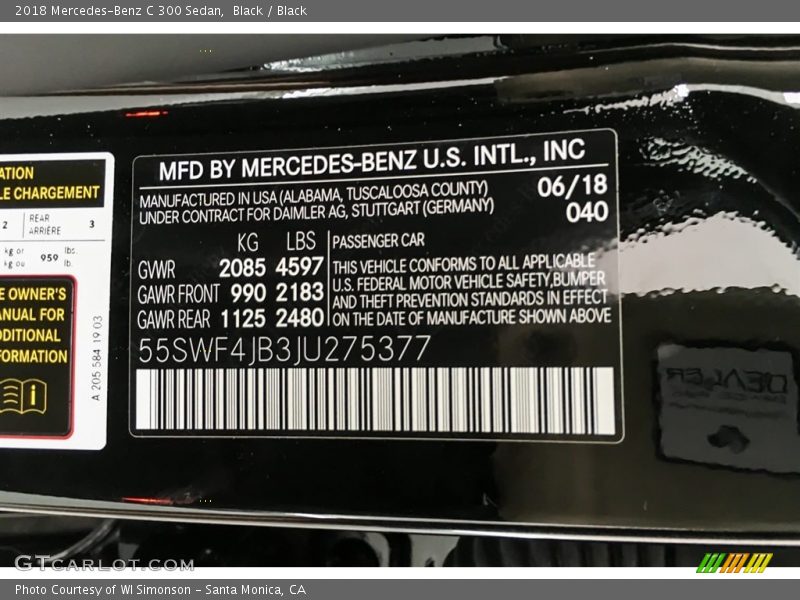 2018 Mercedes-Benz C 300 Sedan, Black / Black
ATION
LE CHARGEMENT
2 REAR ARRIÈRE 3
kg or
kg ou 959 lbs. lb.
E OWNER'S
ANUAL FOR
DDITIONAL
FORMATION
A 205 584 19 03
MFD BY MERCEDES-BENZ U.S. INTL., INC
MANUFACTURED IN USA (ALABAMA, TUSCALOOSA COUNTY)
UNDER CONTRACT FOR DAIMLER AG, STUTTGART (GERMANY)
06/18
040
KG LBS
GWR 2085 4597
GAWR FRONT 990 2183
GAWR REAR 1125 2480
PASSENGER CAR
THIS VEHICLE CONFORMS TO ALL APPLICABLE
U.S. FEDERAL MOTOR VEHICLE SAFETY,BUMPER
AND THEFT PREVENTION STANDARDS IN EFFECT
ON THE DATE OF MANUFACTURE SHOWN ABOVE
55SWF4JB3JU275377
GTCARLOT.COM
Photo Courtesy of WI Simonson - Santa Monica, CA